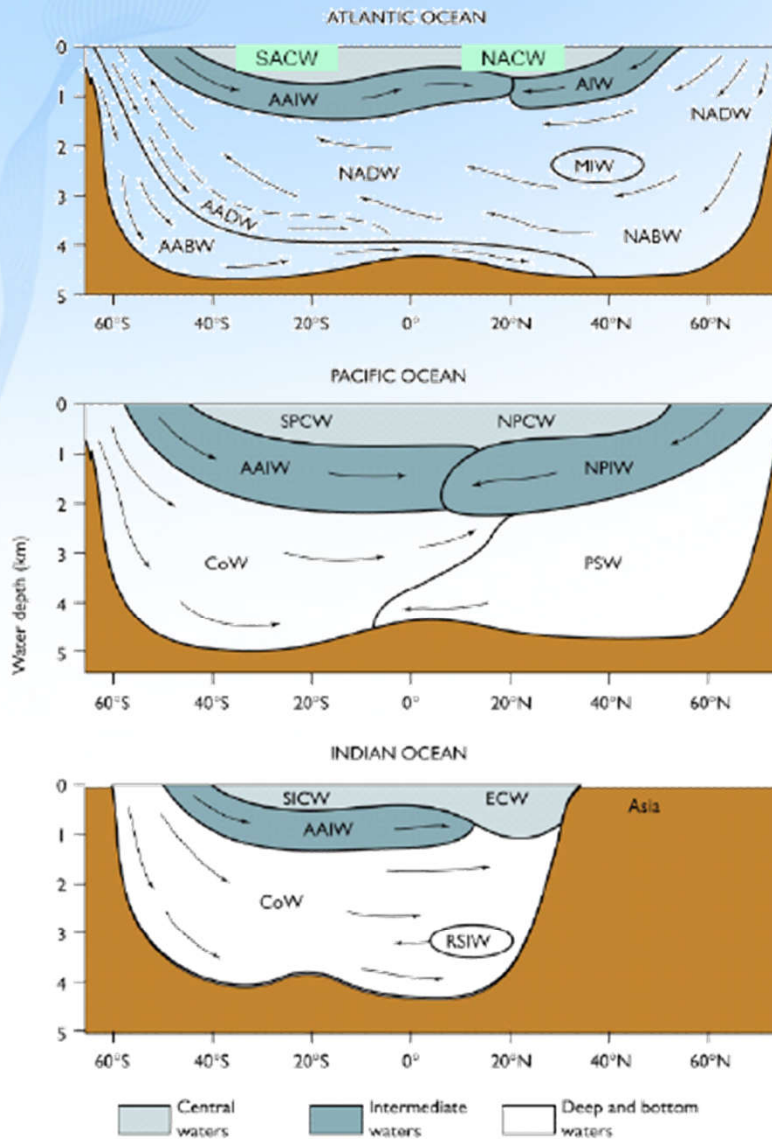 ATLANTIC OCEAN
0
SACW
NACW
AAIW
AIW
1
NADW
2
NADW
MIW
3
AADW
4
AABW
NABW
5
60°S 40°S 20°S 0° 20°N 40°N 60°N
PACIFIC OCEAN
0
SPCW
NPCW
1
AAIW
NPIW
2
3
CoW
PSW
4
5
Water depth (km)
60°S 40°S 20°S 0° 20°N 40°N 60°N
INDIAN OCEAN
0
SICW
ECW
Asia
1
AAIW
2
CoW
3
RSIW
4
5
60°S 40°S 20°S 0° 20°N 40°N 60°N
Central
waters
Intermediate
waters
Deep and bottom
waters